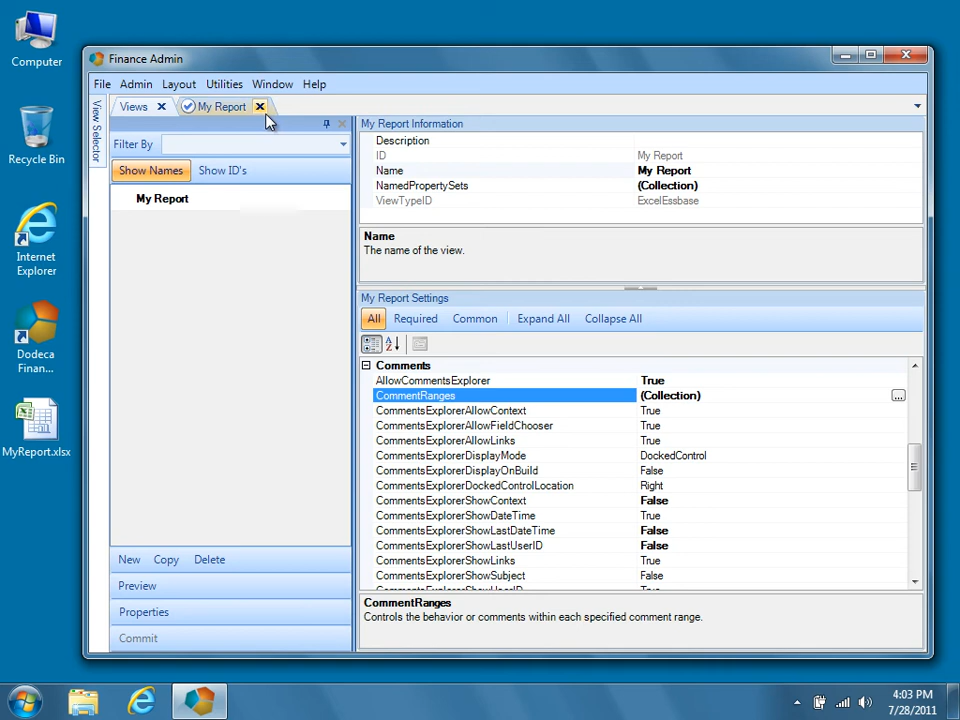 Computer
Recycle Bin
Internet
Explorer
Dodeca
Finan...
MyReport.xlsx
Finance Admin
File Admin Layout Utilities Window Help
View Selector
Views My Report
Filter By
Show Names Show ID's
My Report
New Copy Delete
Preview
Properties
Commit
My Report Information
Description
ID My Report
Name My Report
NamedPropertySets (Collection)
ViewTypeID ExcelEssbase
Name
The name of the view.
My Report Settings
All Required Common Expand All Collapse All
Comments
AllowCommentsExplorer True
CommentRanges (Collection) ...
CommentsExplorerAllowContext True
CommentsExplorerAllowFieldChooser True
CommentsExplorerAllowLinks True
CommentsExplorerDisplayMode DockedControl
CommentsExplorerDisplayOnBuild False
CommentsExplorerDockedControlLocation Right
CommentsExplorerShowContext False
CommentsExplorerShowDateTime True
CommentsExplorerShowLastDateTime False
CommentsExplorerShowLastUserID False
CommentsExplorerShowLinks True
CommentsExplorerShowSubject False
CommentsExplorerShowUserID True
CommentRanges
Controls the behavior or comments within each specified comment range.
4:03 PM
7/28/2011